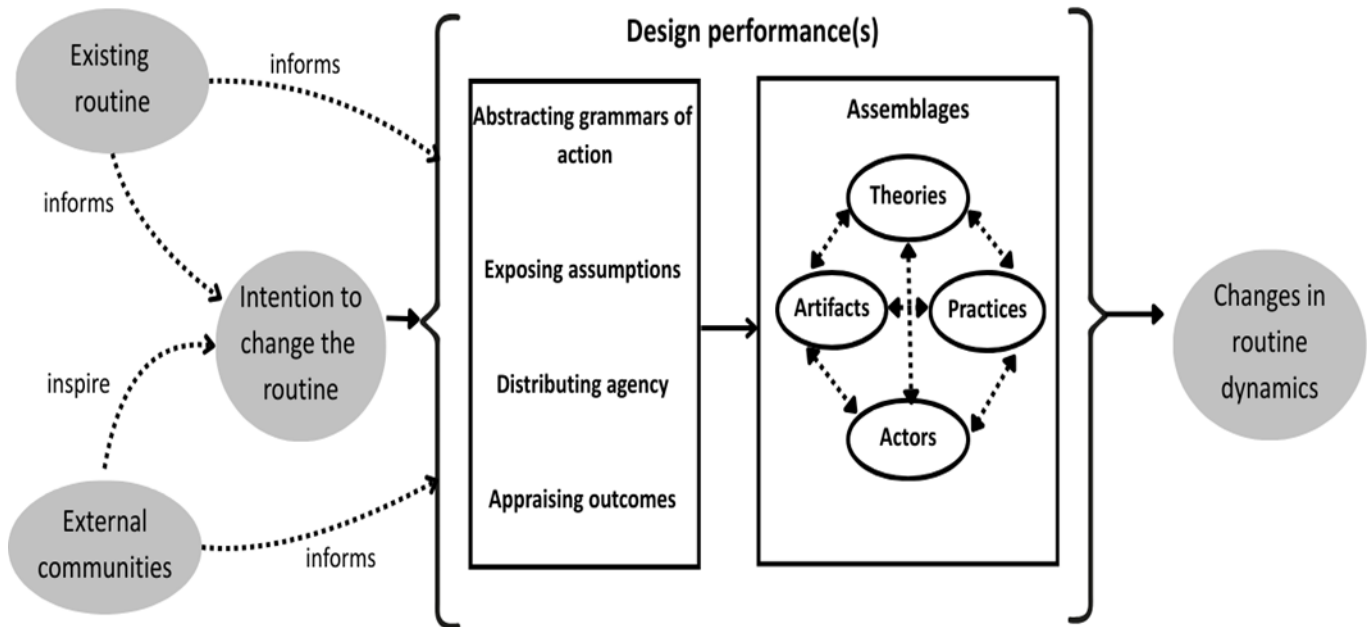 Existing
routine
informs
informs
Intention to
change the
routine
inspire
External
communities
informs
Design performance(s)
Abstracting grammars of
action
Exposing assumptions
Distributing agency
Appraising outcomes
Assemblages
Theories
Artifacts
Practices
Actors
Changes in
routine
dynamics